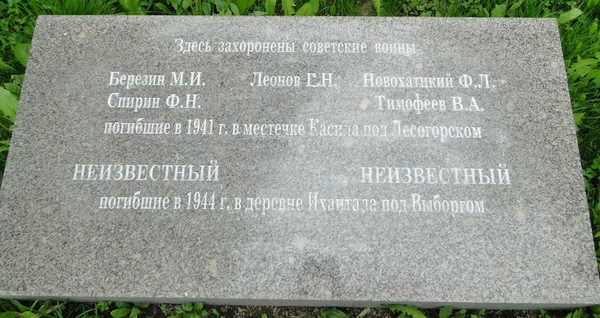 Здесь захоронены советские воины
Березин М.И. Леонов Г.Н. Новохатцкий Ф.Л.
Спирин Ф.Н. Тимофеев В.А.
погибшие в 1941 г. в местечке Касила под Лесогорском
НЕИЗВЕСТНЫЙ НЕИЗВЕСТНЫЙ
погибшие в 1944 г. в деревне Ихантала под Выборгом